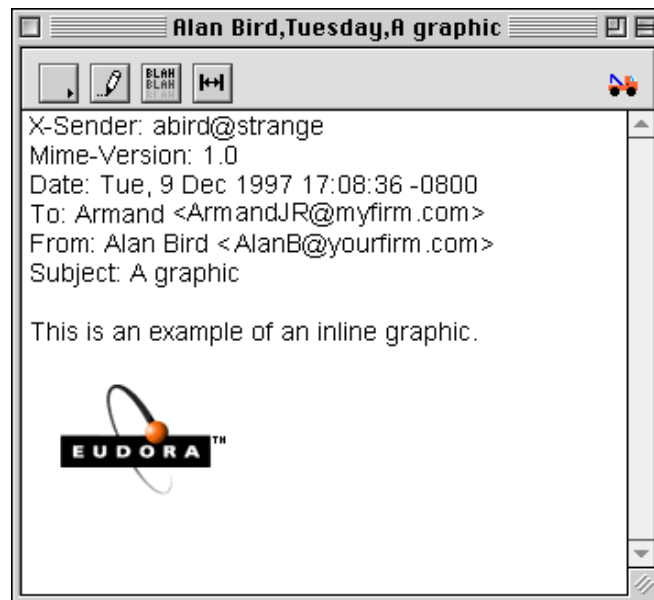 Alan Bird,Tuesday,A graphic
BLAH
BLAH
BLAH
X-Sender: abird@strange
Mime-Version: 1.0
Date: Tue, 9 Dec 1997 17:08:36 -0800
To: Armand <ArmandJR@myfirm.com>
From: Alan Bird <AlanB@yourfirm.com>
Subject: A graphic
This is an example of an inline graphic.
EUDORA™